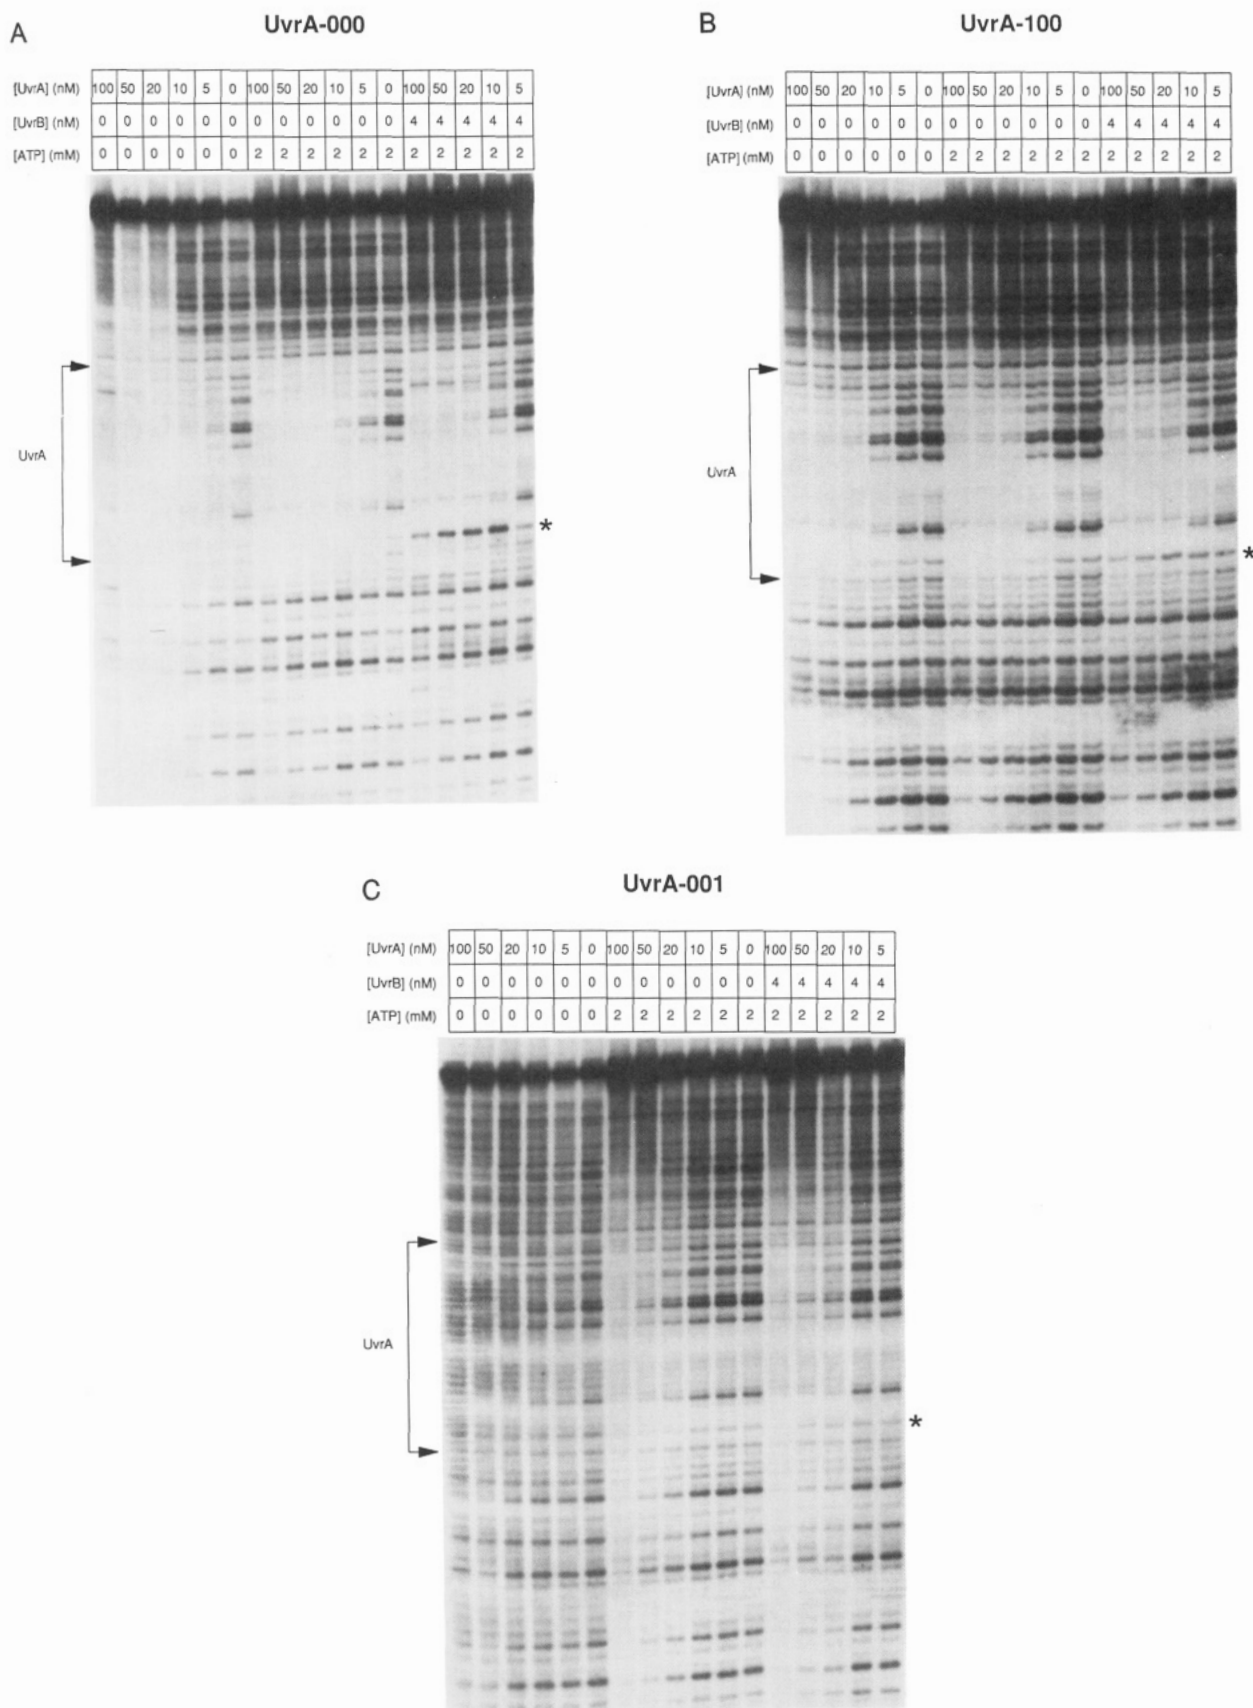 A
UvrA-000
[UvrA] (nM) 100 50 20 10 5 0 100 50 20 10 5 0 100 50 20 10 5
[UvrB] (nM) 0 0 0 0 0 0 0 0 0 0 0 0 4 4 4 4 4
[ATP] (mM) 0 0 0 0 0 0 2 2 2 2 2 2 2 2 2 2 2
UvrA
*
B
UvrA-100
[UvrA] (nM) 100 50 20 10 5 0 100 50 20 10 5 0 100 50 20 10 5
[UvrB] (nM) 0 0 0 0 0 0 0 0 0 0 0 0 4 4 4 4 4
[ATP] (mM) 0 0 0 0 0 0 2 2 2 2 2 2 2 2 2 2 2
UvrA
*
C
UvrA-001
[UvrA] (nM) 100 50 20 10 5 0 100 50 20 10 5 0 100 50 20 10 5
[UvrB] (nM) 0 0 0 0 0 0 0 0 0 0 0 0 4 4 4 4 4
[ATP] (mM) 0 0 0 0 0 0 2 2 2 2 2 2 2 2 2 2 2
UvrA
*